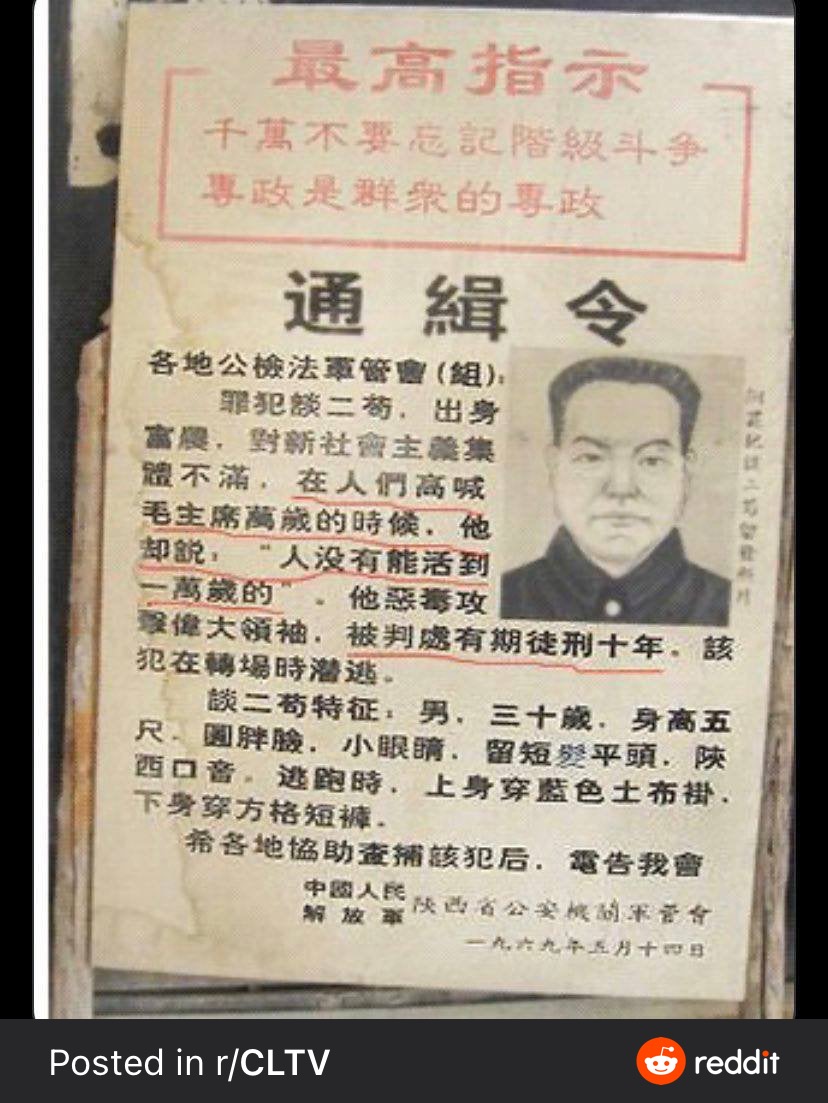 最高指示
千萬不要忘記階級斗争
專政是群衆的專政
通緝令
各地公檢法軍管會(組):
罪犯談二苟．出身
富農．對新社會主義集
體不滿．在人們高喊
毛主席萬歲的時候．他
却説："人没有能活到
一萬歲的"。他惡毒攻
擊偉大領袖．被判處有期徒刑十年。該
犯在轉場時潛逃。
談二苟特征：男．三十歲．身高五
尺．圓胖臉．小眼睛．留短髮平頭．陝
西口音。逃跑時．上身穿藍色土布褂．
下身穿方格短褲．
希各地協助查捕該犯后．電告我會
中國人民
解放軍
陝西省公安機關軍管會
一九六九年五月十四日
Posted in r/CLTV
reddit